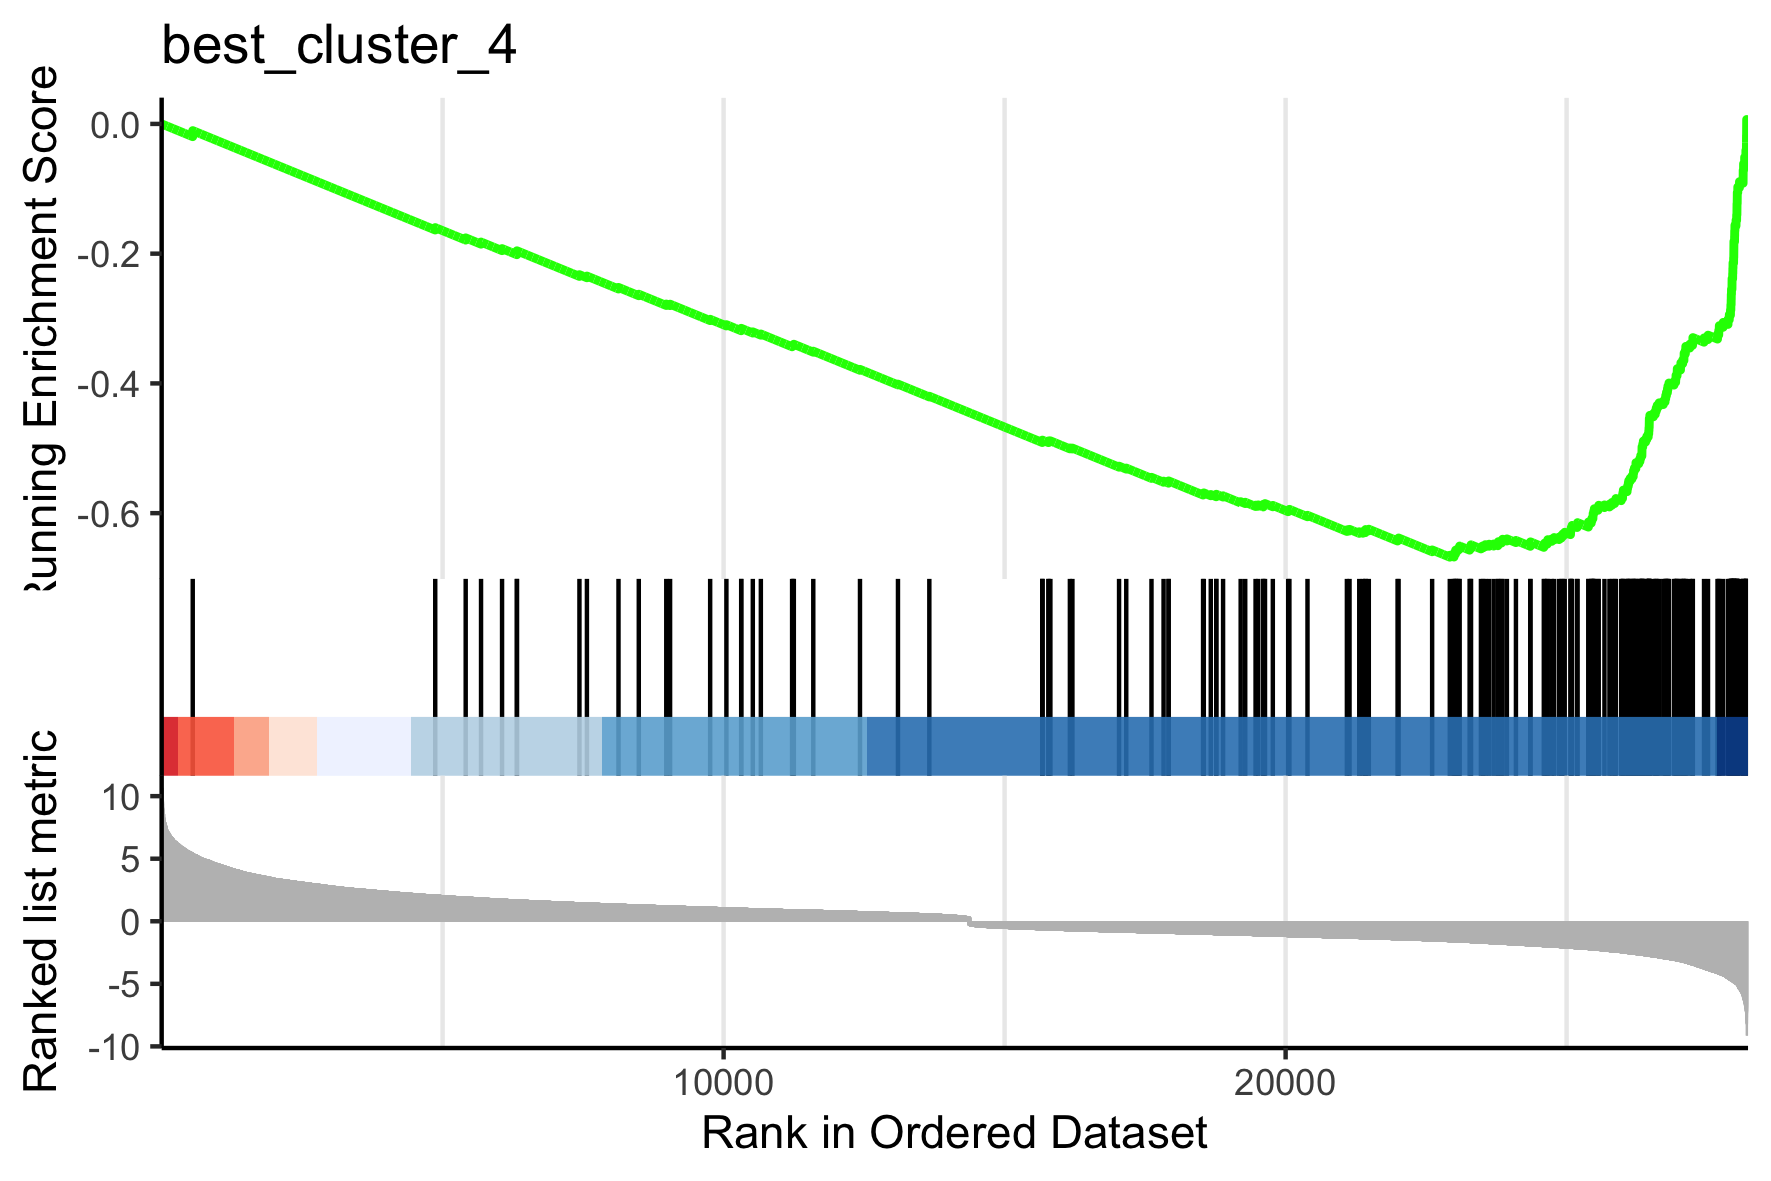 best_cluster_4
Running Enrichment Score
0.0
-0.2
-0.4
-0.6
Ranked list metric
10
5
0
-5
-10
10000
20000
Rank in Ordered Dataset